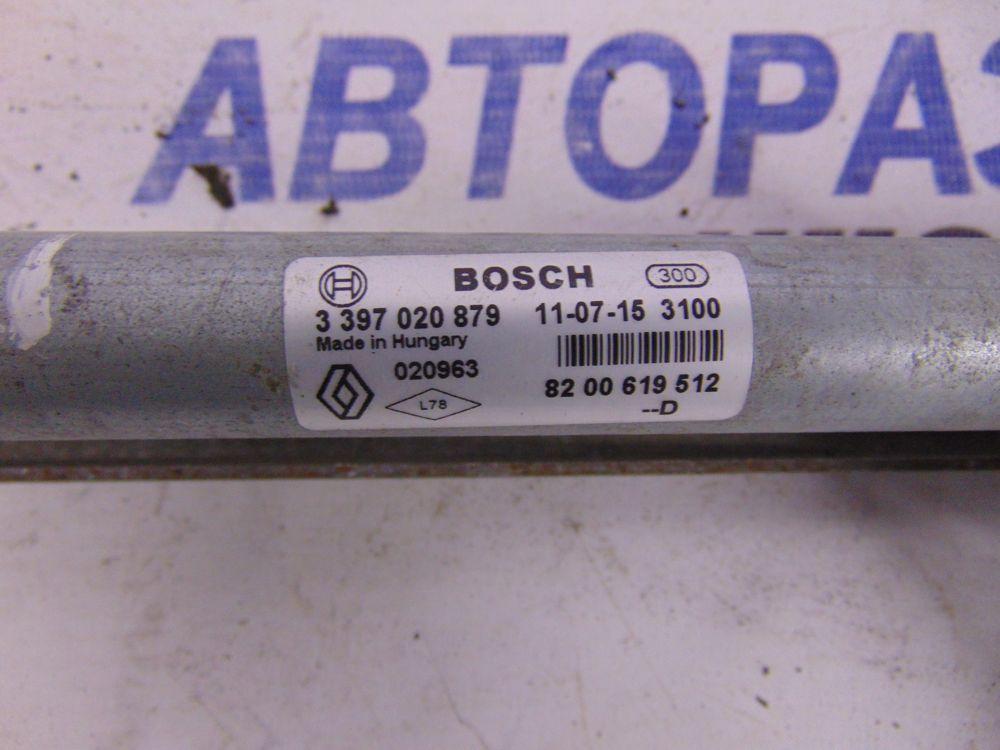 АВТОРАЗ
BOSCH 300
3 397 020 879 11-07-15 3100
Made in Hungary
020963
L78
82 00 619 512
--D